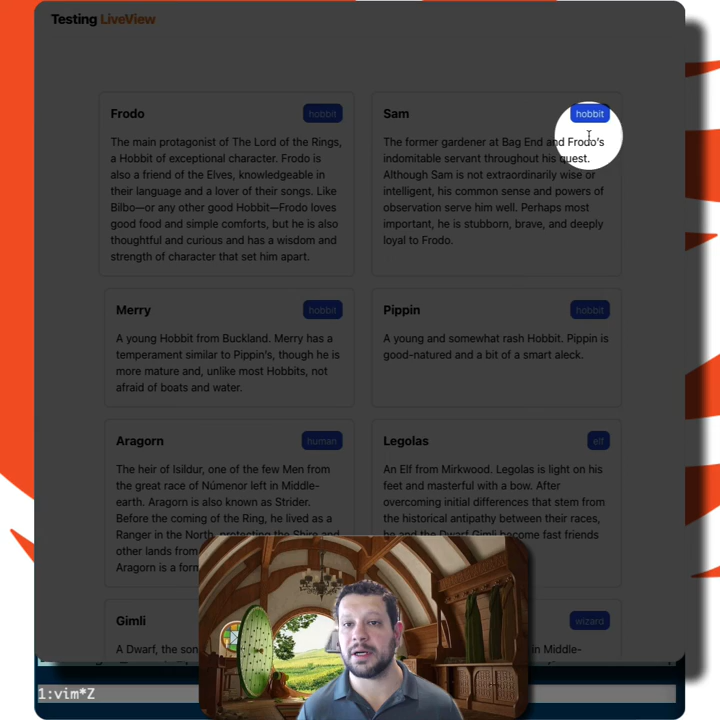 Testing LiveView
Frodo
hobbit
The main protagonist of The Lord of the Rings,
a Hobbit of exceptional character. Frodo is
also a friend of the Elves, knowledgeable in
their language and a lover of their songs. Like
Bilbo—or any other good Hobbit—Frodo loves
good food and simple comforts, but he is also
thoughtful and curious and has a wisdom and
strength of character that set him apart.
Sam
hobbit
The former gardener at Bag End and Frodo's
indomitable servant throughout his quest.
Although Sam is not extraordinarily wise or
intelligent, his common sense and powers of
observation serve him well. Perhaps most
important, he is stubborn, brave, and deeply
loyal to Frodo.
Merry
hobbit
A young Hobbit from Buckland. Merry has a
temperament similar to Pippin's, though he is
more mature and, unlike most Hobbits, not
afraid of boats and water.
Pippin
hobbit
A young and somewhat rash Hobbit. Pippin is
good-natured and a bit of a smart aleck.
Aragorn
human
The heir of Isildur, one of the few Men from
the great race of Númenor left in Middle-
earth. Aragorn is also known as Strider.
Before the coming of the Ring, he lived as a
Ranger in the North, protecting the Shire and
other lands from
Aragorn is a form
Legolas
elf
An Elf from Mirkwood. Legolas is light on his
feet and masterful with a bow. After
overcoming initial differences that stem from
the historical antipathy between their races,
he and the Dwarf Gimli become fast friends
Gimli
A Dwarf, the son
wizard
in Middle-
1:vim*Z